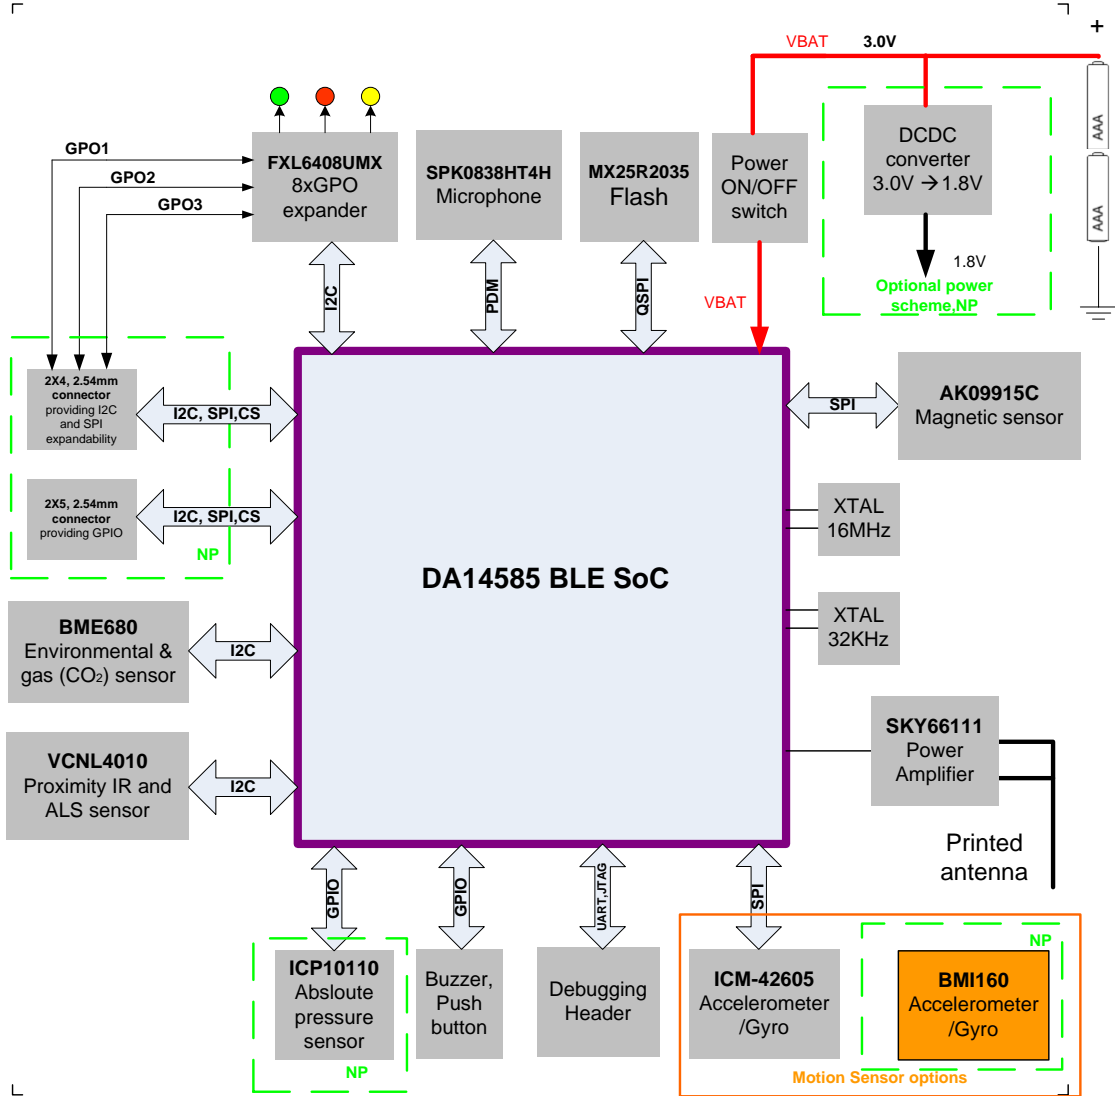 VBAT
3.0V
+
AAA
AAA
GPO1
GPO2
GPO3
FXL6408UMX
8xGPO
expander
SPK0838HT4H
Microphone
MX25R2035
Flash
Power
ON/OFF
switch
DCDC
converter
3.0V →1.8V
1.8V
Optional power
scheme,NP
I2C
PDM
QSPI
VBAT
2X4, 2.54mm
connector
providing I2C
and SPI
expandability
I2C, SPI,CS
2X5, 2.54mm
connector
providing GPIO
I2C, SPI,CS
NP
SPI
AK09915C
Magnetic sensor
XTAL
16MHz
DA14585 BLE SoC
XTAL
32KHz
BME680
Environmental &
gas (CO₂) sensor
I2C
VCNL4010
Proximity IR and
ALS sensor
I2C
SKY66111
Power
Amplifier
Printed
antenna
GPIO
GPIO
UART,JTAG
SPI
ICP10110
Absloute
pressure
sensor
NP
Buzzer,
Push
button
Debugging
Header
ICM-42605
Accelerometer
/Gyro
NP
BMI160
Accelerometer
/Gyro
Motion Sensor options